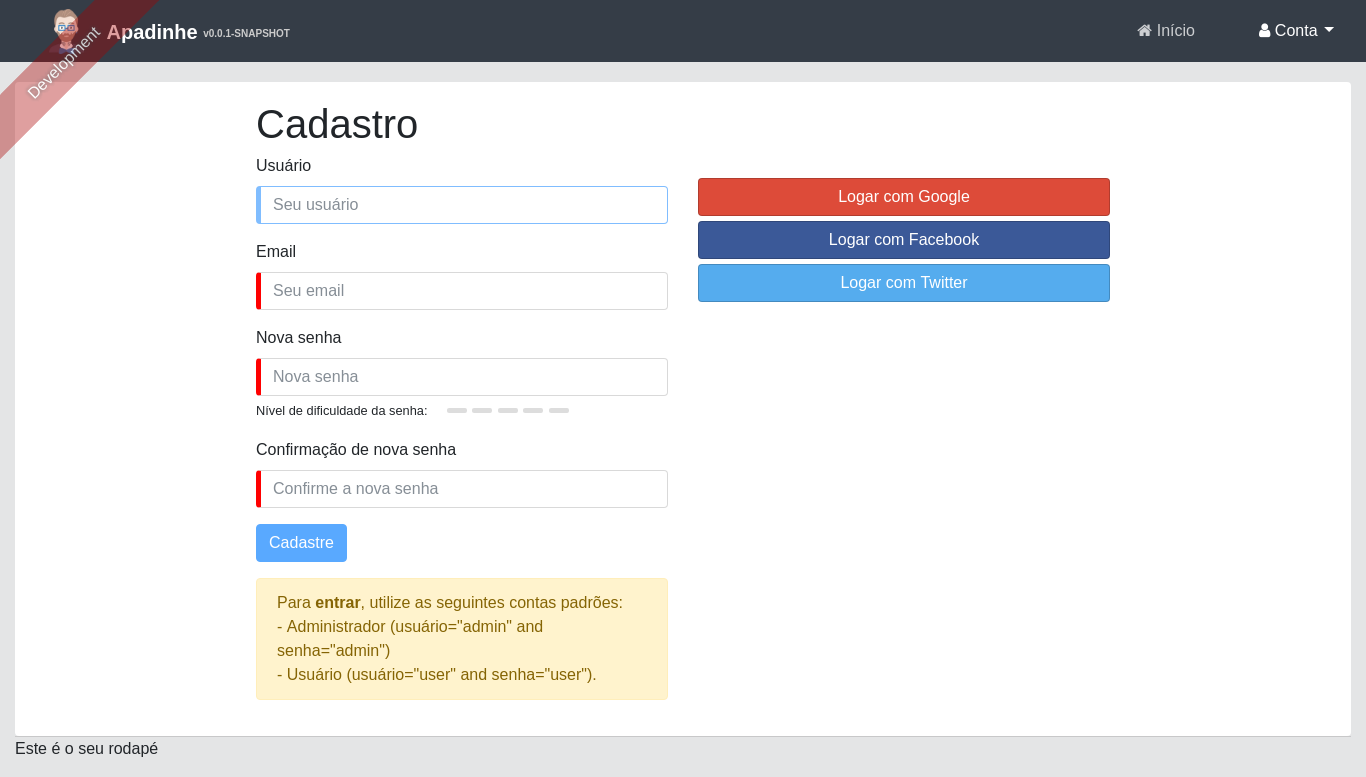 Development
Apadinhe v0.0.1-SNAPSHOT
Início
Conta
Cadastro
Usuário
Seu usuário
Email
Seu email
Nova senha
Nova senha
Nível de dificuldade da senha:
Confirmação de nova senha
Confirme a nova senha
Cadastre
Para entrar, utilize as seguintes contas padrões:
- Administrador (usuário="admin" and
senha="admin")
- Usuário (usuário="user" and senha="user").
Logar com Google
Logar com Facebook
Logar com Twitter
Este é o seu rodapé